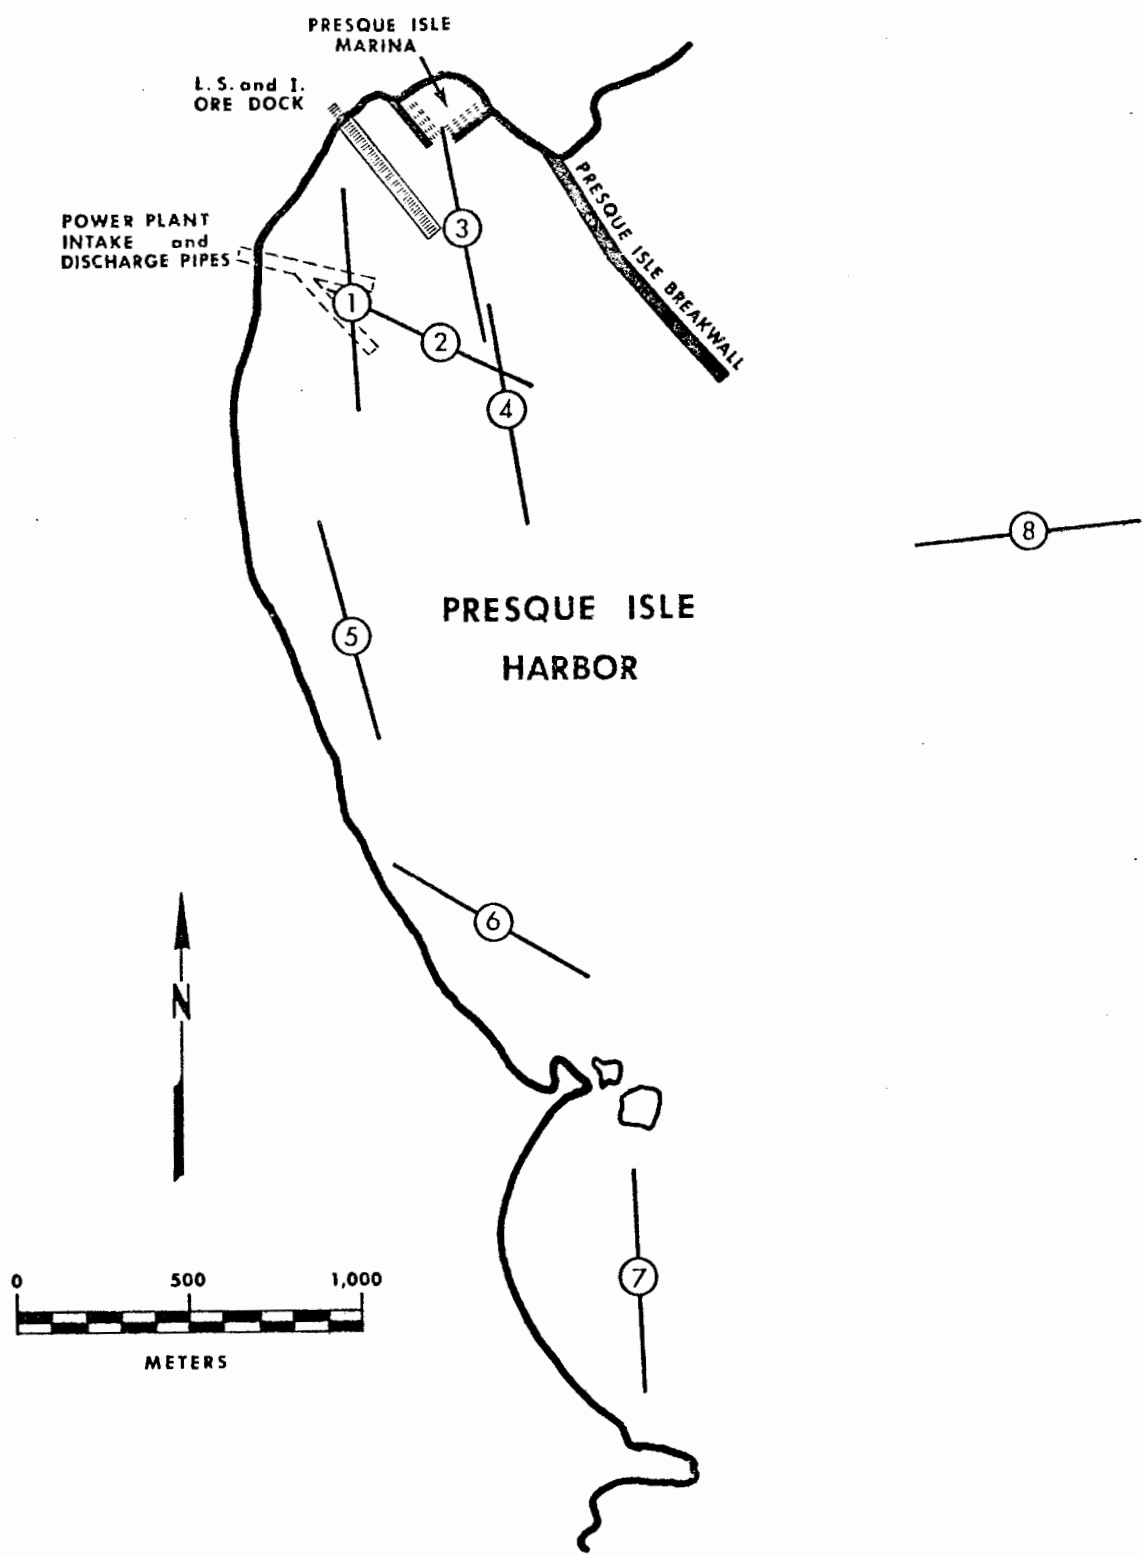 PRESQUE ISLE
MARINA
L. S. and I.
ORE DOCK
PRESQUE ISLE BREAKWALL
POWER PLANT
INTAKE and
DISCHARGE PIPES
3
1
2
4
8
PRESQUE ISLE
5
HARBOR
6
N
7
0 500 1,000
METERS